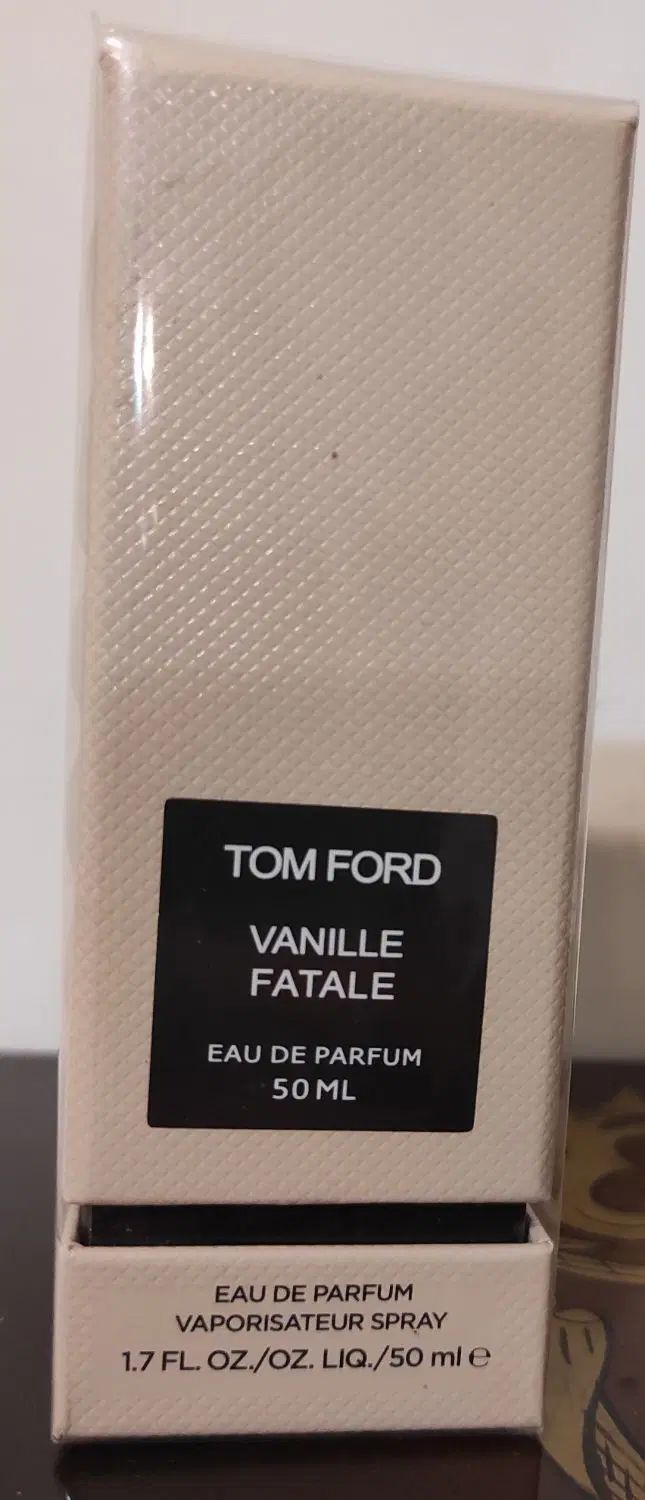 TOM FORD
VANILLE
FATALE
EAU DE PARFUM
50 ML
EAU DE PARFUM
VAPORISATEUR SPRAY
1.7 FL. OZ./OZ. LIQ./50 ml ℮